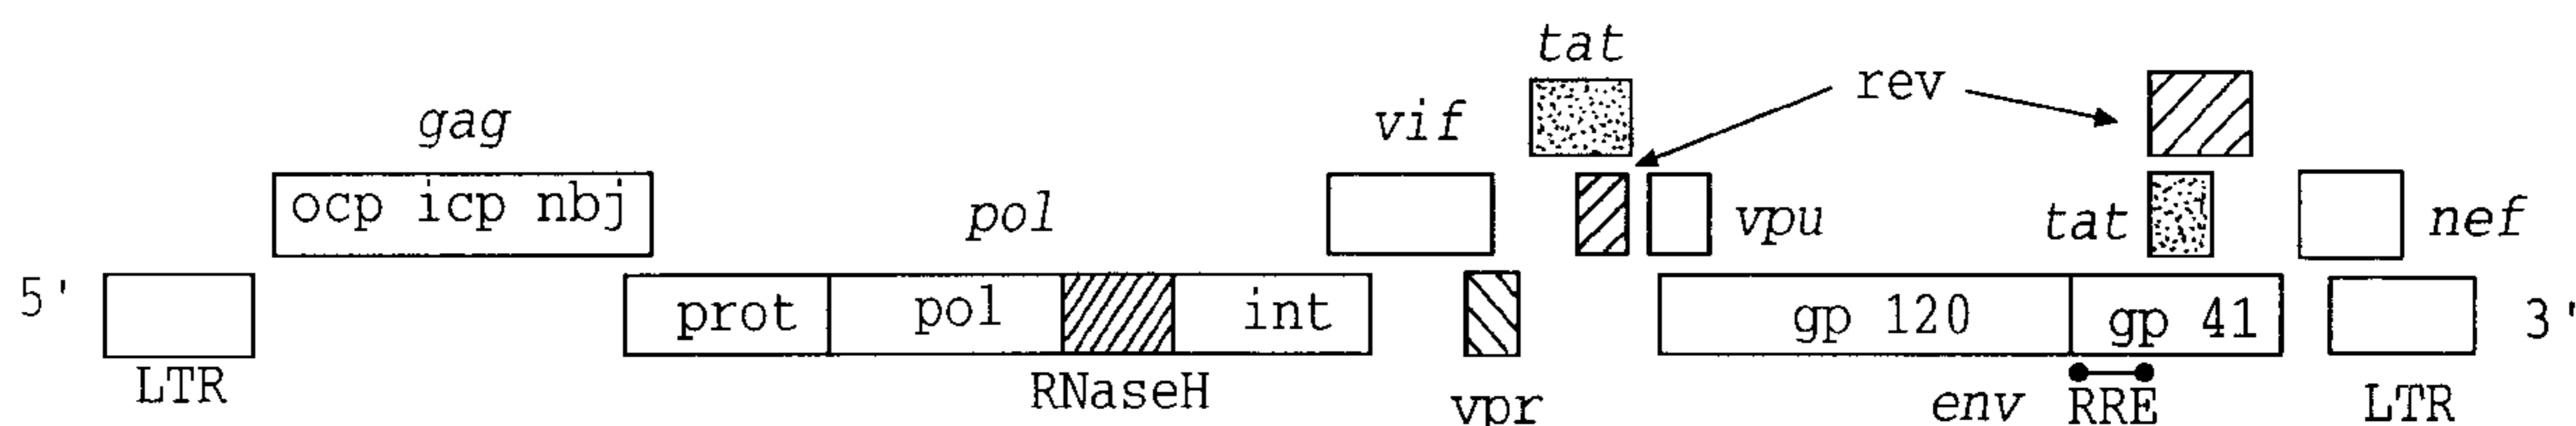 tat
rev
gag
vif
ocp icp nbj
pol
vpu
tat
nef
5'
prot
pol
int
gp 120
gp 41
3'
LTR
RNaseH
vpr
env
RRE
LTR